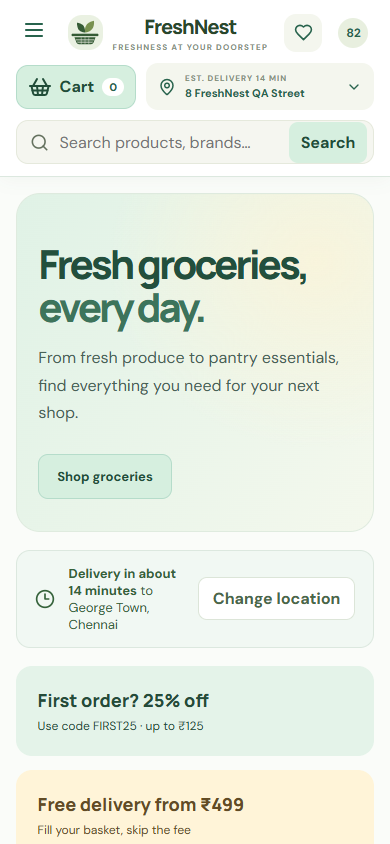 FreshNest
FRESHNESS AT YOUR DOORSTEP
82
Cart 0
EST. DELIVERY 14 MIN
8 FreshNest QA Street
Search products, brands...
Search
Fresh groceries,
every day.
From fresh produce to pantry essentials,
find everything you need for your next
shop.
Shop groceries
Delivery in about
14 minutes to
George Town,
Chennai
Change location
First order? 25% off
Use code FIRST25 · up to ₹125
Free delivery from ₹499
Fill your basket, skip the fee